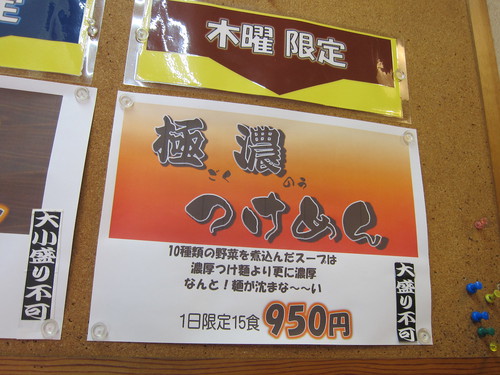 定
木曜 限定
極濃
ごく のう
つけめん
10種類の野菜を煮込んだスープは
濃厚つけ麺より更に濃厚
なんと!麺が沈まな〜〜い
1日限定15食 950円
大盛り不可
大小盛り不可